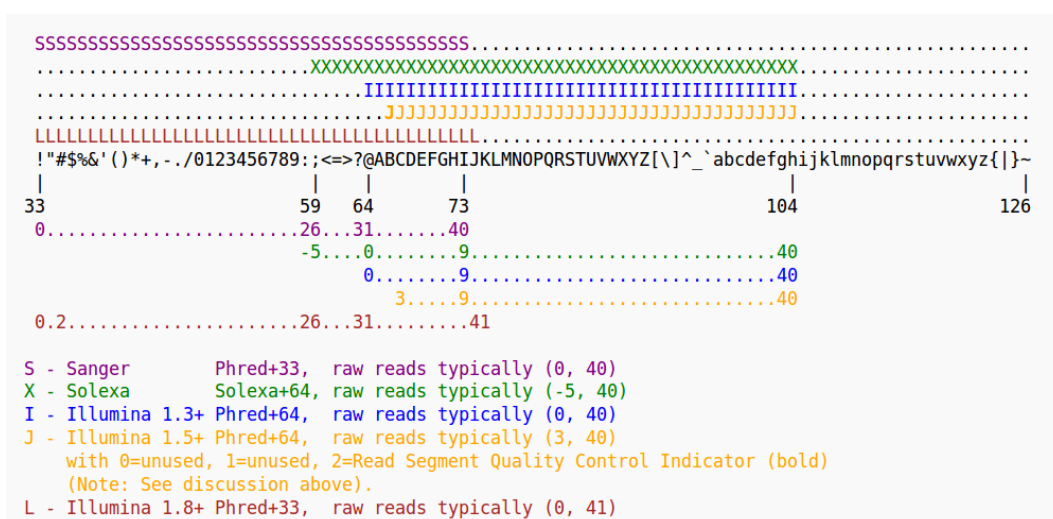 SSSSSSSSSSSSSSSSSSSSSSSSSSSSSSSSSSSSSSSSS.....................................................
..........................XXXXXXXXXXXXXXXXXXXXXXXXXXXXXXXXXXXXXXXXXXXXXX......................
...............................IIIIIIIIIIIIIIIIIIIIIIIIIIIIIIIIIIIIIIIII......................
.................................JJJJJJJJJJJJJJJJJJJJJJJJJJJJJJJJJJJJJJJ......................
LLLLLLLLLLLLLLLLLLLLLLLLLLLLLLLLLLLLLLLLLL....................................................
!"#$%&'()*+,-./0123456789:;<=>?@ABCDEFGHIJKLMNOPQRSTUVWXYZ[\]^_`abcdefghijklmnopqrstuvwxyz{|}~
| | | | | |
33 59 64 73 104 126
0........................26...31.......40
-5....0........9.............................40
0........9.............................40
3.....9.............................40
0.2......................26...31.........41
S - Sanger Phred+33, raw reads typically (0, 40)
X - Solexa Solexa+64, raw reads typically (-5, 40)
I - Illumina 1.3+ Phred+64, raw reads typically (0, 40)
J - Illumina 1.5+ Phred+64, raw reads typically (3, 40)
with 0=unused, 1=unused, 2=Read Segment Quality Control Indicator (bold)
(Note: See discussion above).
L - Illumina 1.8+ Phred+33, raw reads typically (0, 41)